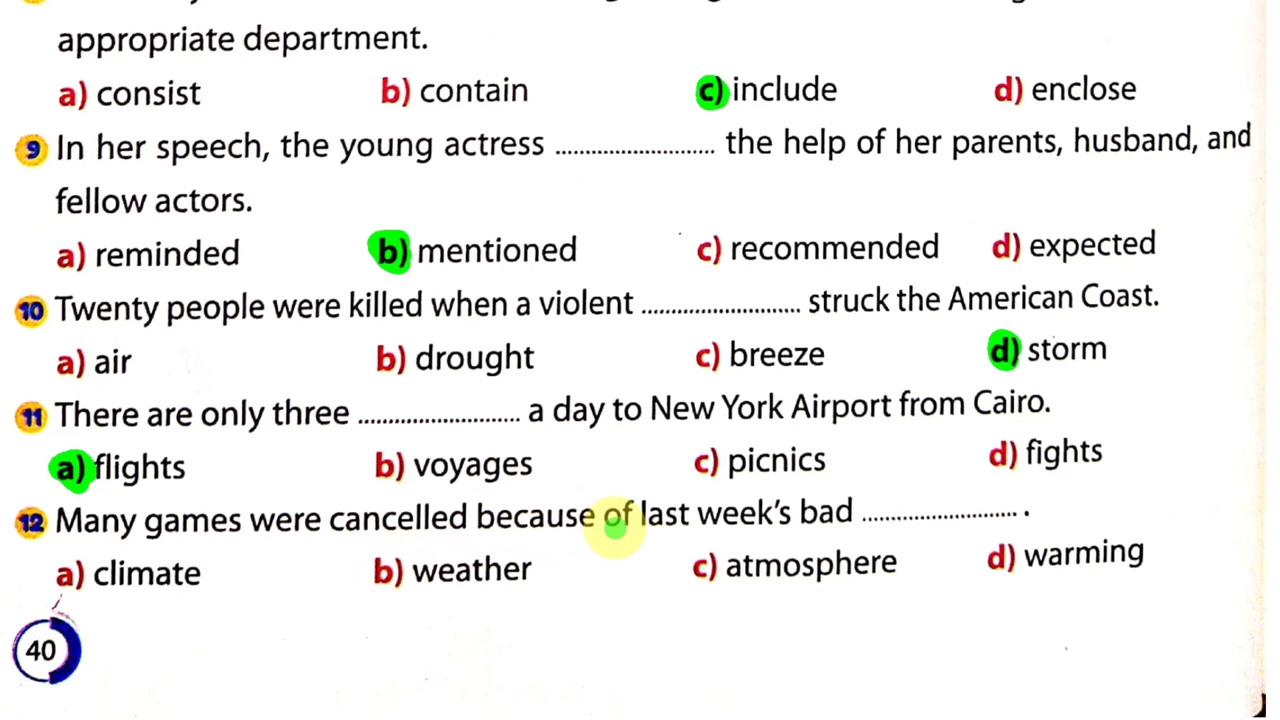 appropriate department.
a) consist b) contain c) include d) enclose
9 In her speech, the young actress .......................... the help of her parents, husband, and
fellow actors.
a) reminded b) mentioned c) recommended d) expected
10 Twenty people were killed when a violent .......................... struck the American Coast.
a) air b) drought c) breeze d) storm
11 There are only three .......................... a day to New York Airport from Cairo.
a) flights b) voyages c) picnics d) fights
12 Many games were cancelled because of last week's bad .......................... .
a) climate b) weather c) atmosphere d) warming
40